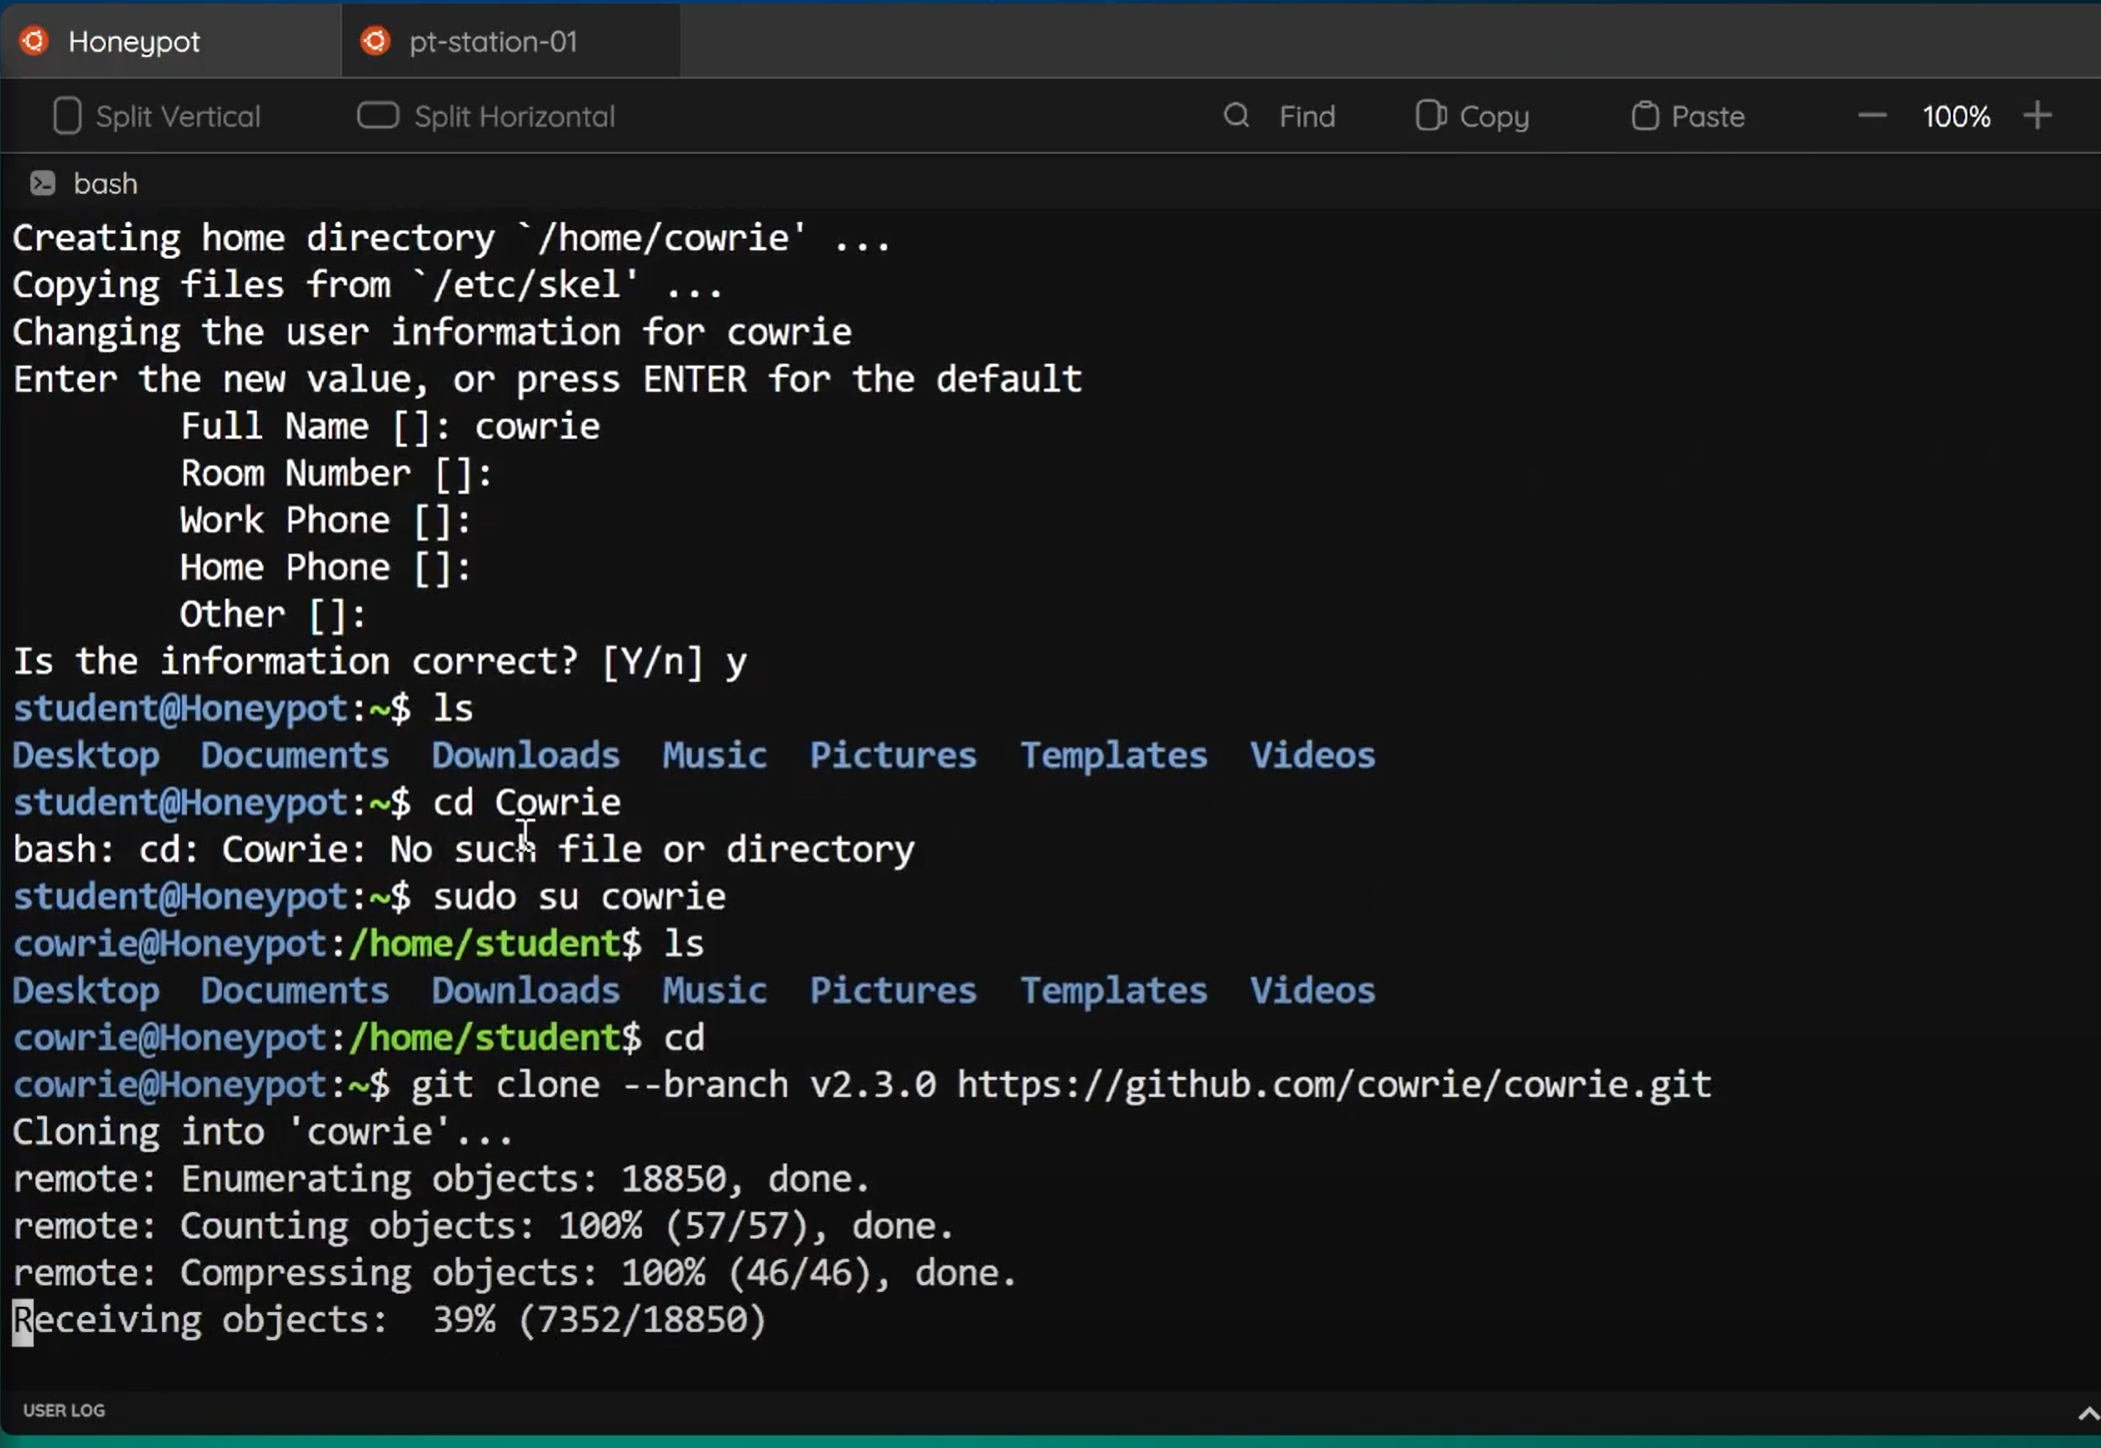 Honeypot pt-station-01
Split Vertical Split Horizontal Find Copy Paste 100%
bash
Creating home directory `/home/cowrie' ...
Copying files from `/etc/skel' ...
Changing the user information for cowrie
Enter the new value, or press ENTER for the default
        Full Name []: cowrie
        Room Number []:
        Work Phone []:
        Home Phone []:
        Other []:
Is the information correct? [Y/n] y
student@Honeypot:~$ ls
Desktop  Documents  Downloads  Music  Pictures  Templates  Videos
student@Honeypot:~$ cd Cowrie
bash: cd: Cowrie: No such file or directory
student@Honeypot:~$ sudo su cowrie
cowrie@Honeypot:/home/student$ ls
Desktop  Documents  Downloads  Music  Pictures  Templates  Videos
cowrie@Honeypot:/home/student$ cd
cowrie@Honeypot:~$ git clone --branch v2.3.0 https://github.com/cowrie/cowrie.git
Cloning into 'cowrie'...
remote: Enumerating objects: 18850, done.
remote: Counting objects: 100% (57/57), done.
remote: Compressing objects: 100% (46/46), done.
Receiving objects:  39% (7352/18850)
USER LOG